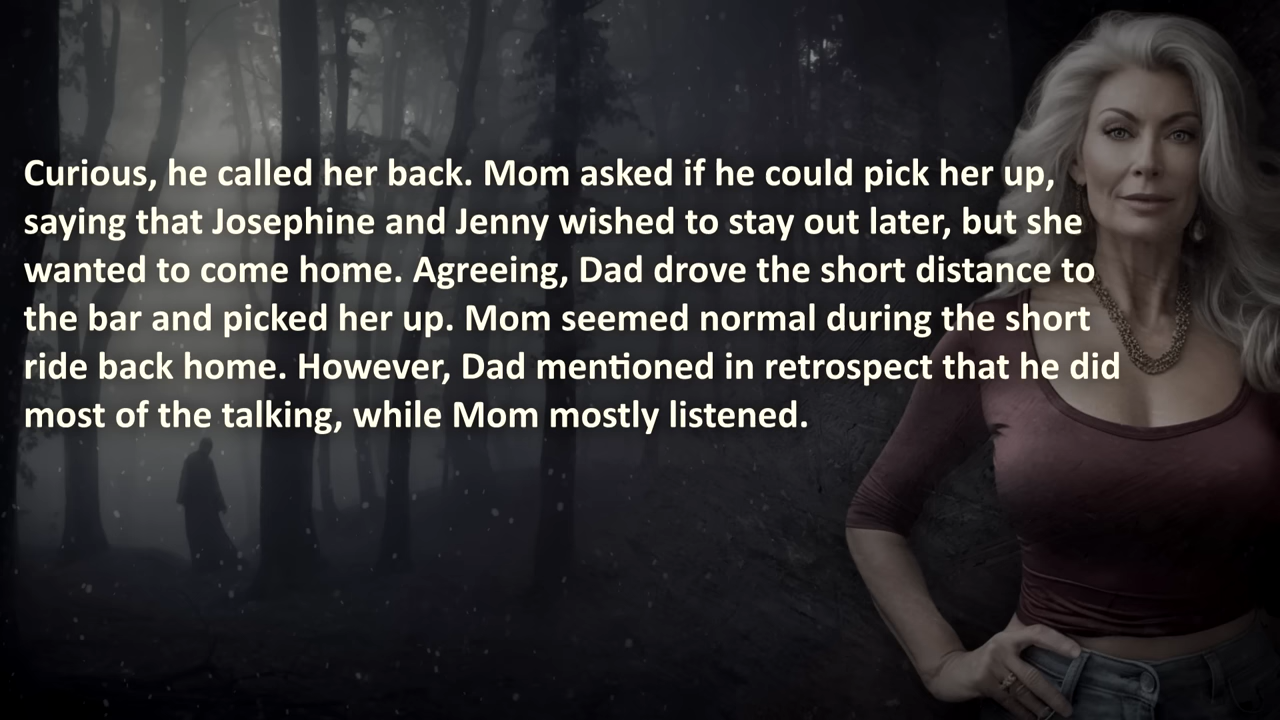 Curious, he called her back. Mom asked if he could pick her up,
saying that Josephine and Jenny wished to stay out later, but she
wanted to come home. Agreeing, Dad drove the short distance to
the bar and picked her up. Mom seemed normal during the short
ride back home. However, Dad mentioned in retrospect that he did
most of the talking, while Mom mostly listened.